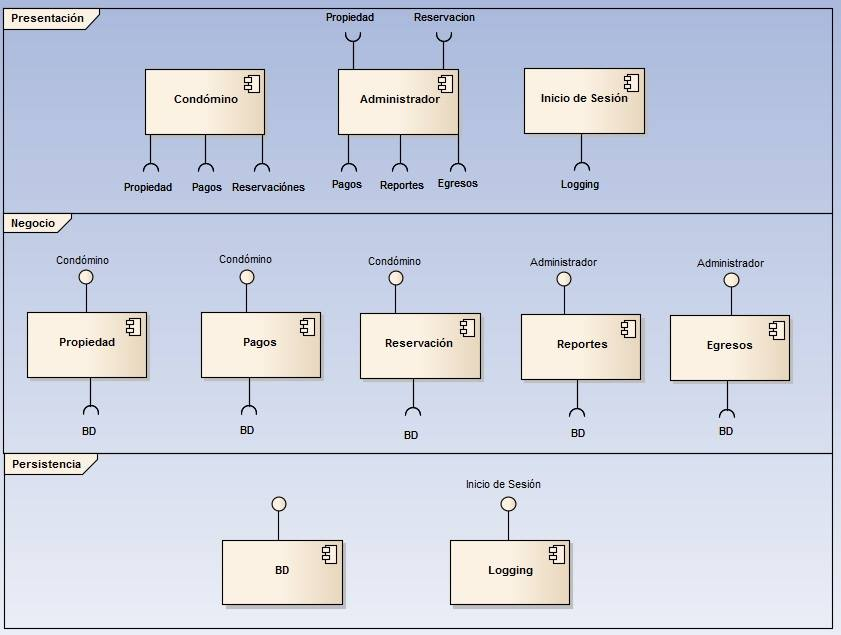 Presentación
Propiedad
Reservacion
Condómino
Administrador
Inicio de Sesión
Propiedad
Pagos
Reservaciónes
Pagos
Reportes
Egresos
Logging
Negocio
Condómino
Condómino
Condómino
Administrador
Administrador
Propiedad
Pagos
Reservación
Reportes
Egresos
BD
BD
BD
BD
BD
Persistencia
Inicio de Sesión
BD
Logging